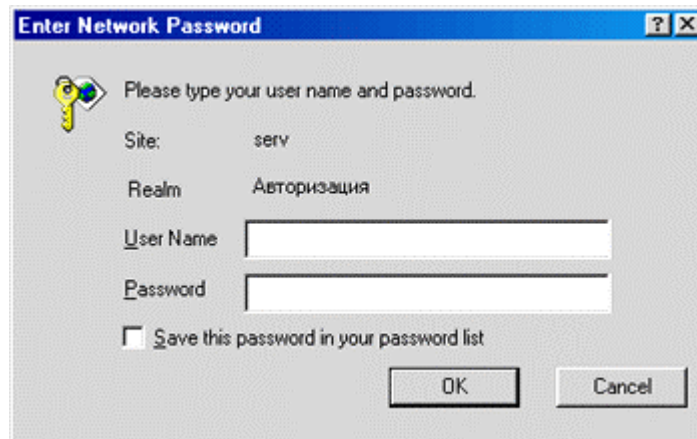 Enter Network Password
Please type your user name and password.
Site: serv
Realm Авторизация
User Name
Password
Save this password in your password list
OK Cancel